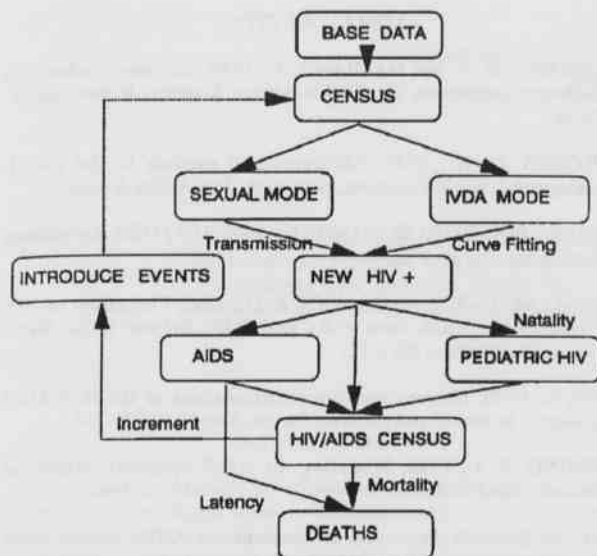 BASE DATA
CENSUS
SEXUAL MODE
IVDA MODE
Transmission
Curve Fitting
INTRODUCE EVENTS
NEW HIV +
Natality
AIDS
PEDIATRIC HIV
Increment
HIV/AIDS CENSUS
Latency
Mortality
DEATHS